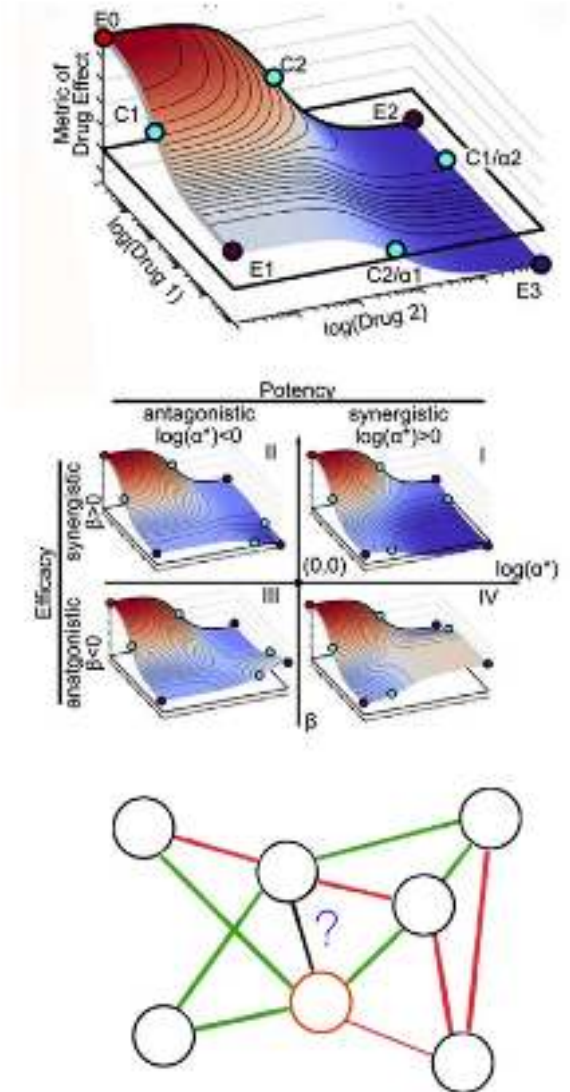 E0
Metric of
Drug Effect
C1
C2
E2
C1/α2
E1
C2/α1
E3
log(Drug 1)
log(Drug 2)
Potency
antagonistic
log(α*)<0
synergistic
log(α*)>0
Efficacy
synergistic
β>0
anatgonistic
β<0
II
I
III
IV
(0,0)
log(α*)
β
?